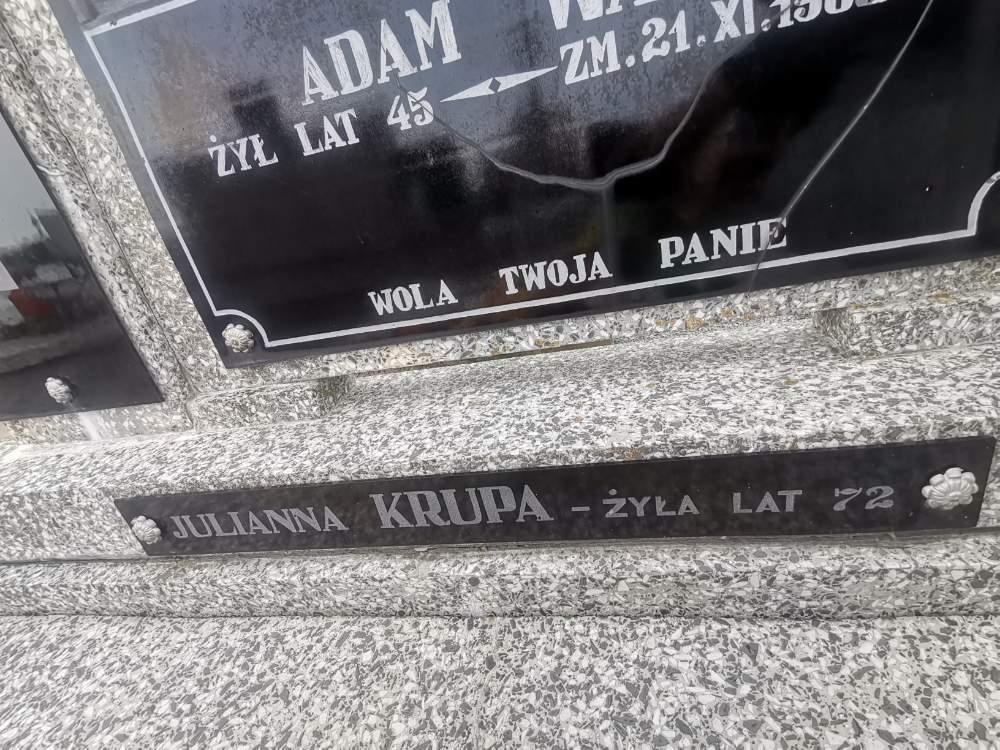 ADAM
ŻYŁ LAT 45 ZM. 21. XI.
WOLA TWOJA PANIE
JULIANNA KRUPA – ŻYŁA LAT 72